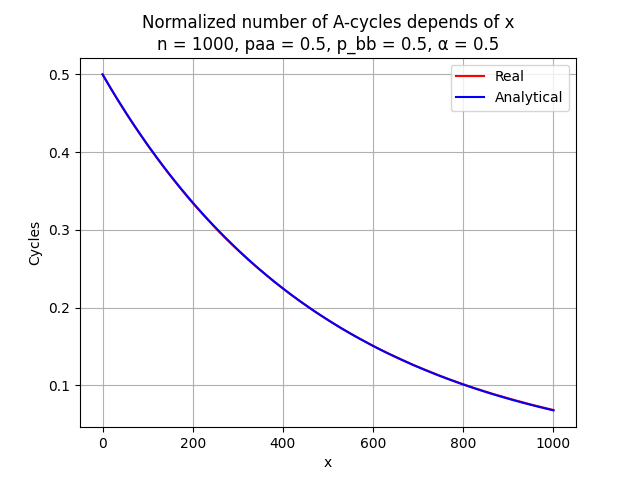 Normalized number of A-cycles depends of x
n = 1000, paa = 0.5, p_bb = 0.5, α = 0.5
Real
Analytical
0.5
0.4
0.3
0.2
0.1
Cycles
0
200
400
600
800
1000
x